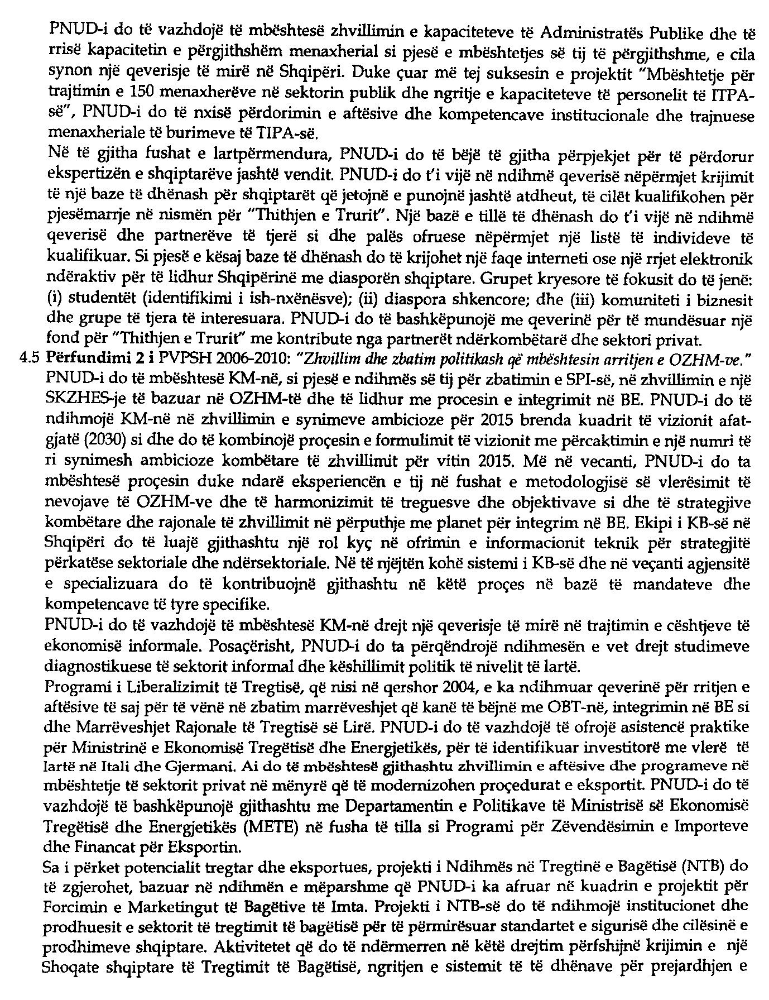 PNUD-i do të vazhdojë të mbështesë zhvillimin e kapaciteteve të Administratës Publike dhe të
rrisë kapacitetin e përgjithshëm menaxherial si pjesë e mbështetjes së tij të përgjithshme, e cila
synon një qeverisje të mirë në Shqipëri. Duke çuar më tej suksesin e projektit "Mbështetje për
trajtimin e 150 menaxherëve në sektorin publik dhe ngritje e kapaciteteve të personelit të ITPA-
së", PNUD-i do të nxisë përdorimin e aftësive dhe kompetencave institucionale dhe trajnuese
menaxheriale të burimeve të TIPA-së.
Në të gjitha fushat e lartpërmendura, PNUD-i do të bëjë të gjitha përpjekjet për të përdorur
ekspertizën e shqiptarëve jashtë vendit. PNUD-i do t'i vijë në ndihmë qeverisë nëpërmjet krijimit
të një baze të dhënash për shqiptarët që jetojnë e punojnë jashtë atdheut, të cilët kualifikohen për
pjesëmarrje në nismën për "Thithjen e Trurit". Një bazë e tillë të dhënash do t'i vijë në ndihmë
qeverisë dhe partnerëve të tjerë si dhe palës ofruese nëpërmjet një listë të individeve të
kualifikuar. Si pjesë e kësaj baze të dhënash do të krijohet një faqe interneti ose një rrjet elektronik
ndëraktiv për të lidhur Shqipërinë me diasporën shqiptare. Grupet kryesore të fokusit do të jenë:
(i) studentët (identifikimi i ish-nxënësve); (ii) diaspora shkencore; dhe (iii) komuniteti i biznesit
dhe grupe të tjera të interesuara. PNUD-i do të bashkëpunojë me qeverinë për të mundësuar një
fond për "Thithjen e Trurit" me kontribute nga partnerët ndërkombëtarë dhe sektori privat.
4.5 Përfundimi 2 i PVPSH 2006-2010: "Zhvillim dhe zbatim politikash që mbështesin arritjen e OZHM-ve."
PNUD-i do të mbështesë KM-në, si pjesë e ndihmës së tij për zbatimin e SPI-së, në zhvillimin e një
SKZHES-je të bazuar në OZHM-të dhe të lidhur me procesin e integrimit në BE. PNUD-i do të
ndihmojë KM-në në zhvillimin e synimeve ambicioze për 2015 brenda kuadrit të vizionit afat-
gjatë (2030) si dhe do të kombinojë proçesin e formulimit të vizionit me përcaktimin e një numri të
ri synimesh ambicioze kombëtare të zhvillimit për vitin 2015. Më në vecanti, PNUD-i do ta
mbështesë proçesin duke ndarë eksperiencën e tij në fushat e metodologjisë së vlerësimit të
nevojave të OZHM-ve dhe të harmonizimit të treguesve dhe objektivave si dhe të strategjive
kombëtare dhe rajonale të zhvillimit në përputhje me planet për integrim në BE. Ekipi i KB-së në
Shqipëri do të luajë gjithashtu një rol kyç në ofrimin e informacionit teknik për strategjitë
përkatëse sektoriale dhe ndërsektoriale. Në të njëjtën kohë sistemi i KB-së dhe në veçanti agjensitë
e specializuara do të kontribuojnë gjithashtu në këtë proçes në bazë të mandateve dhe
kompetencave të tyre specifike.
PNUD-i do të vazhdojë të mbështesë KM-në drejt një qeverisje të mirë në trajtimin e cështjeve të
ekonomisë informale. Posaçërisht, PNUD-i do ta përqëndrojë ndihmesën e vet drejt studimeve
diagnostikuese të sektorit informal dhe këshillimit politik të nivelit të lartë.
Programi i Liberalizimit të Tregtisë, që nisi në qershor 2004, e ka ndihmuar qeverinë për rritjen e
aftësive të saj për të vënë në zbatim marrëveshjet që kanë të bëjnë me OBT-në, integrimin në BE si
dhe Marrëveshjet Rajonale të Tregtisë së Lirë. PNUD-i do të vazhdojë të ofrojë asistencë praktike
për Ministrinë e Ekonomisë Tregëtisë dhe Energjetikës, për të identifikuar investitorë me vlerë të
lartë në Itali dhe Gjermani. Ai do të mbështesë gjithashtu zhvillimin e aftësive dhe programeve në
mbështetje të sektorit privat në mënyrë që të modernizohen proçedurat e eksportit. PNUD-i do të
vazhdojë të bashkëpunojë gjithashtu me Departamentin e Politikave të Ministrisë së Ekonomisë
Tregëtisë dhe Energjetikës (METE) në fusha të tilla si Programi për Zëvendësimin e Importeve
dhe Financat për Eksportin.
Sa i përket potencialit tregtar dhe eksportues, projekti i Ndihmës në Tregtinë e Bagëtisë (NTB) do
të zgjerohet, bazuar në ndihmën e mëparshme që PNUD-i ka afruar në kuadrin e projektit për
Forcimin e Marketingut të Bagëtive të Imta. Projekti i NTB-së do të ndihmojë institucionet dhe
prodhuesit e sektorit të tregtimit të bagëtisë për të përmirësuar standartet e sigurisë dhe cilësinë e
prodhimeve shqiptare. Aktivitetet që do të ndërmerren në këtë drejtim përfshijnë krijimin e një
Shoqate shqiptare të Tregtimit të Bagëtisë, ngritjen e sistemit të të dhënave për prejardhjen e